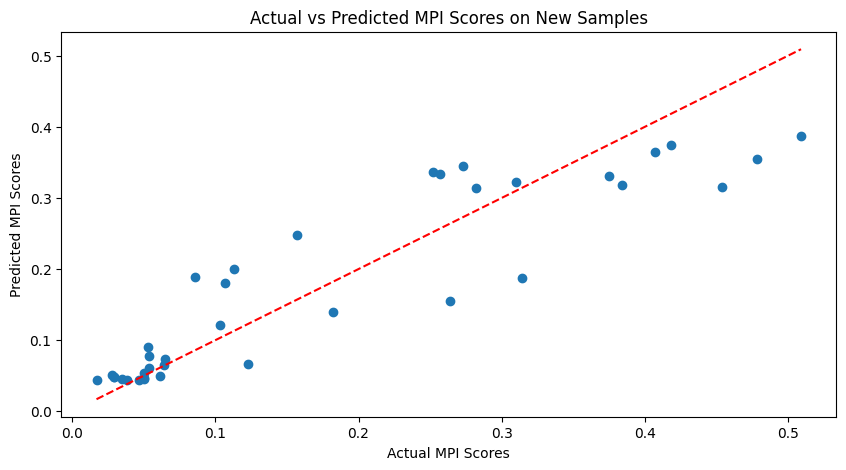 Actual vs Predicted MPI Scores on New Samples
0.5
0.4
0.3
0.2
0.1
0.0
Predicted MPI Scores
0.0 0.1 0.2 0.3 0.4 0.5
Actual MPI Scores